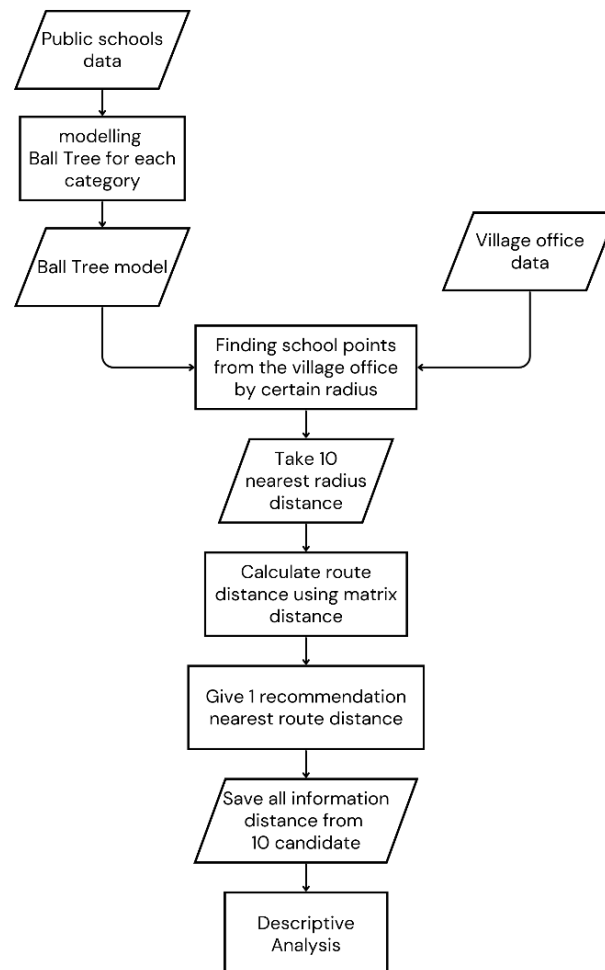 Public schools
data
modelling
Ball Tree for each
category
Ball Tree model
Village office
data
Finding school points
from the village office
by certain radius
Take 10
nearest radius
distance
Calculate route
distance using matrix
distance
Give 1 recommendation
nearest route distance
Save all information
distance from
10 candidate
Descriptive
Analysis